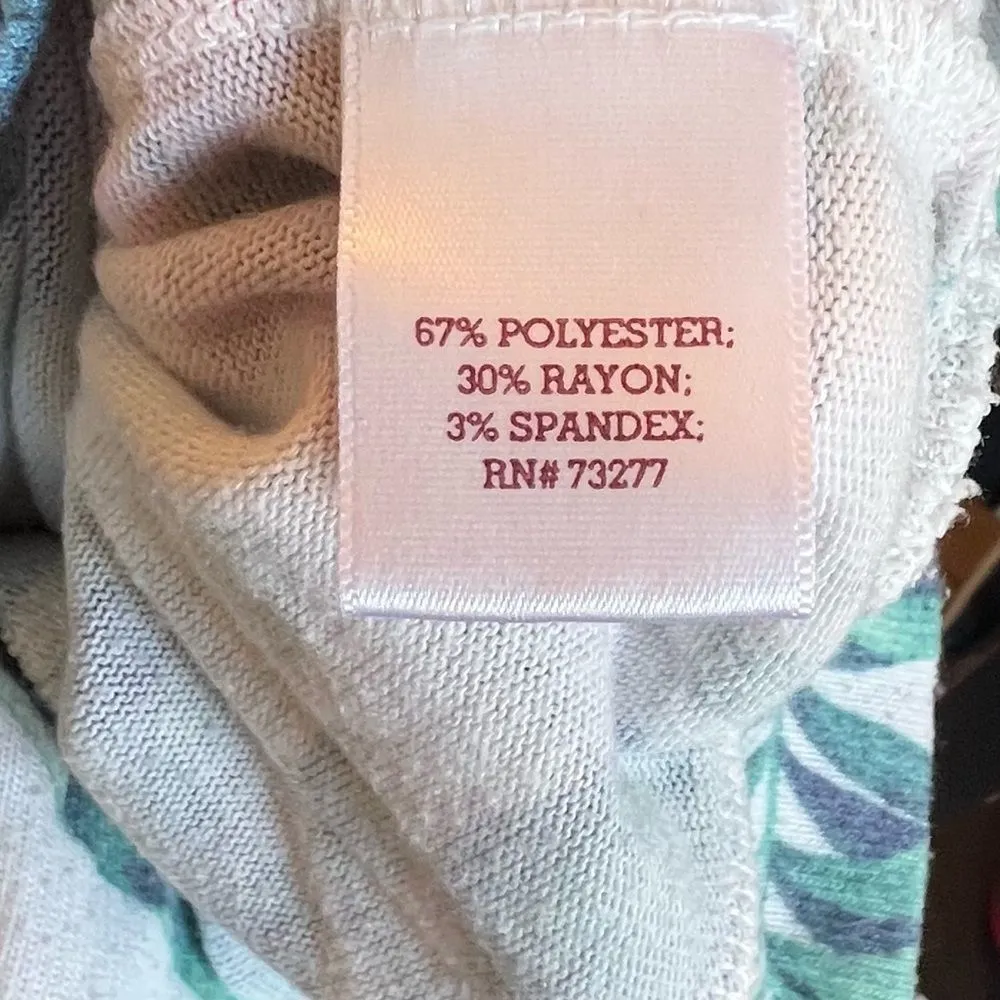 67% POLYESTER;
30% RAYON;
3% SPANDEX;
RN# 73277